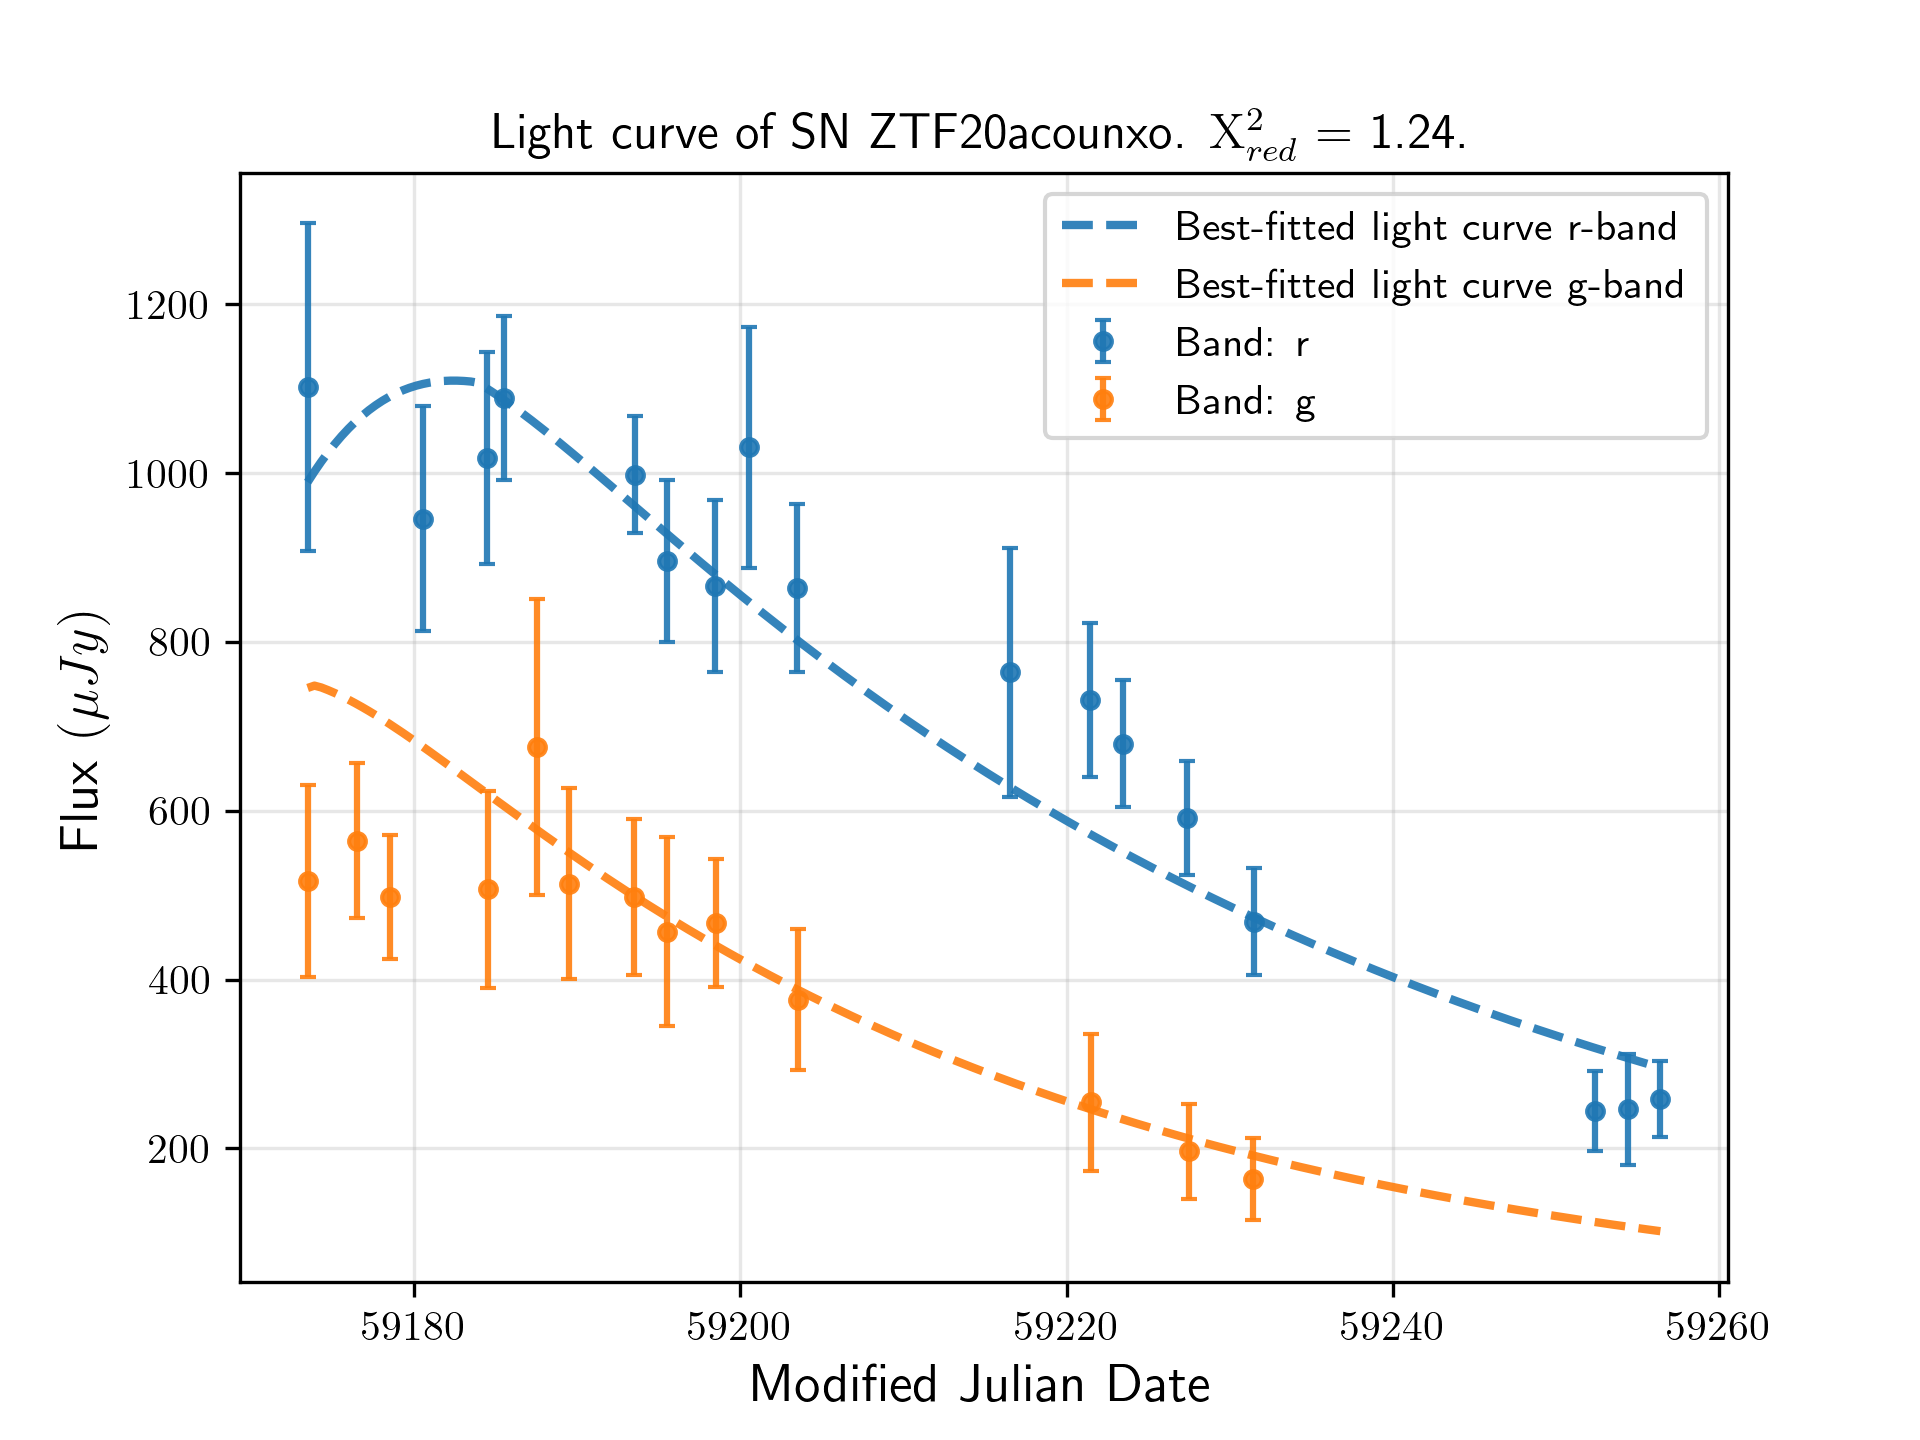 Light curve of SN ZTF20acounxo. X²_red = 1.24.
Best-fitted light curve r-band
Best-fitted light curve g-band
Band: r
Band: g
Flux (μJy)
1200
1000
800
600
400
200
59180 59200 59220 59240 59260
Modified Julian Date